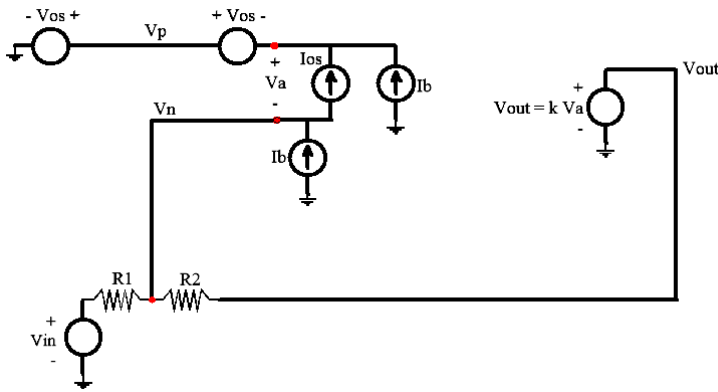 - Vos +
Vp
+ Vos -
+
Va
-
Ios
Ib
Vn
Ib
Vout = k Va
+
-
Vout
R1
R2
+
Vin
-